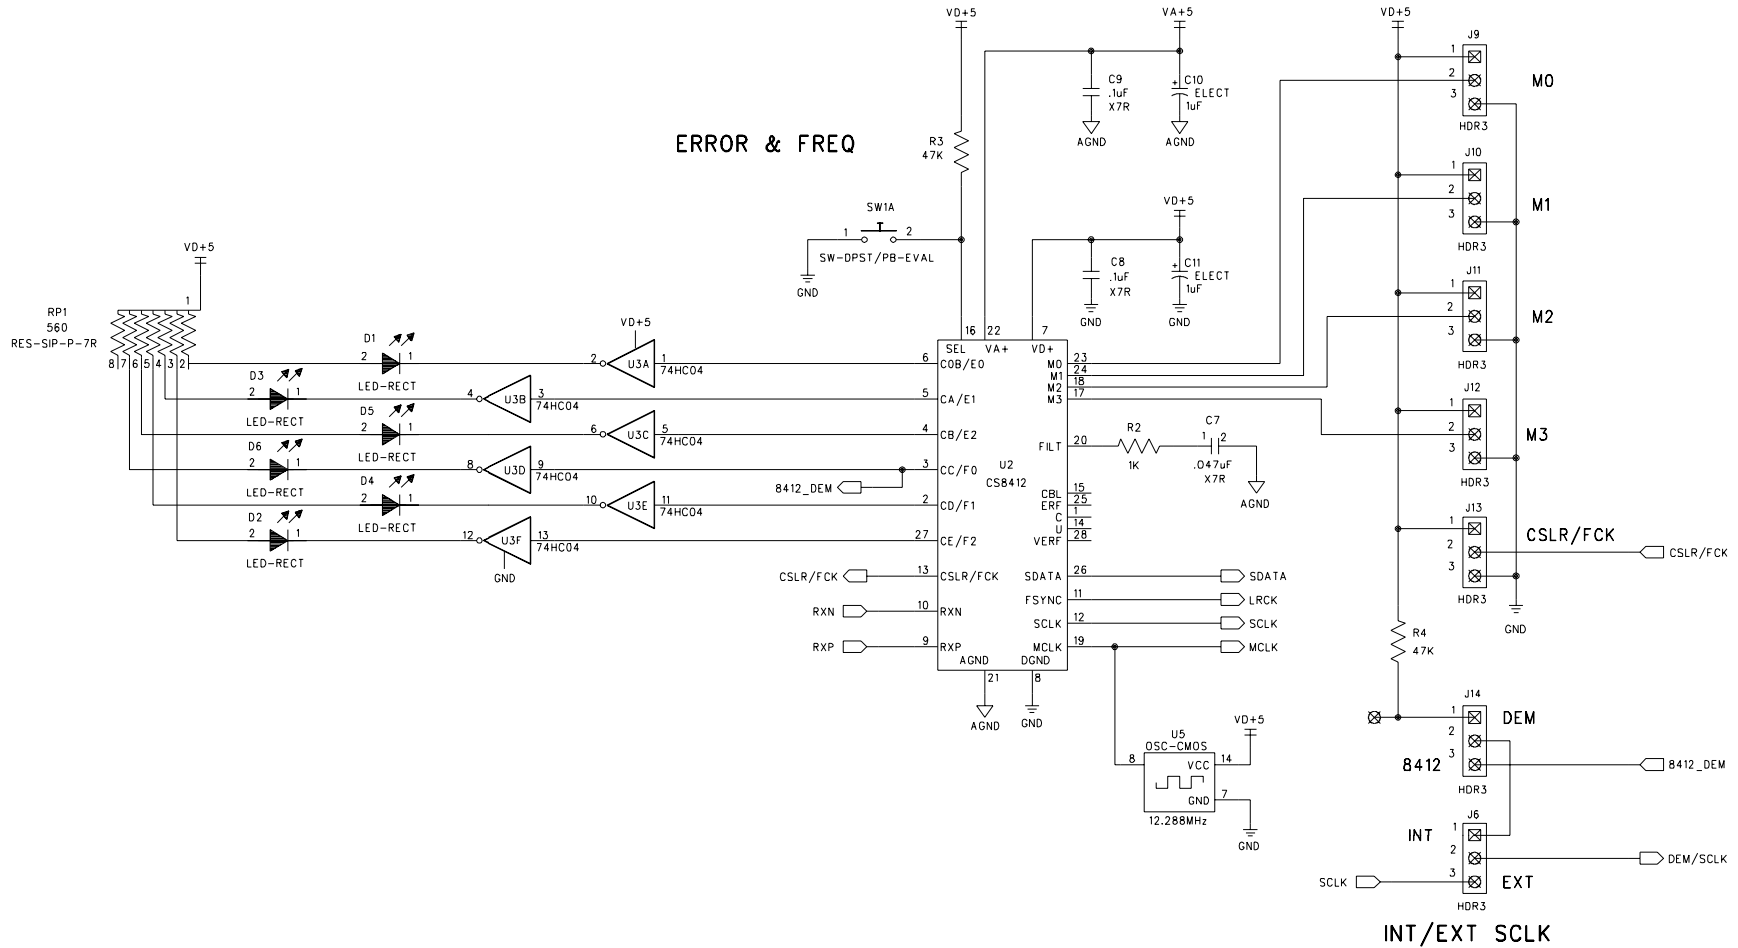 VD+5
VA+5
VD+5
J9
1
2
3
M0
HDR3
C9
.1uF
X7R
AGND
+
C10
ELECT
1uF
AGND
ERROR & FREQ
R3
47K
J10
1
2
3
M1
HDR3
SW1A
1
2
SW-DPST/PB-EVAL
GND
VD+5
C8
.1uF
X7R
GND
+
C11
ELECT
1uF
GND
J11
1
2
3
M2
HDR3
VD+5
1
RP1
560
RES-SIP-P-7R
8 7 6 5 4 3 2
J12
1
2
3
M3
HDR3
D1
2 1
LED-RECT
VD+5
2 U3A 1
74HC04
D3
2 1
LED-RECT
4 U3B 3
74HC04
D5
2 1
LED-RECT
6 U3C 5
74HC04
D6
2 1
LED-RECT
8 U3D 9
74HC04
8412_DEM
D4
2 1
LED-RECT
10 U3E 11
74HC04
D2
2 1
LED-RECT
12 U3F 13
74HC04
GND
16 22 7
SEL VA+ VD+
6 COB/E0
5 CA/E1
4 CB/E2
3 CC/F0
2 CD/F1
27 CE/F2
CSLR/FCK 13 CSLR/FCK
RXN 10 RXN
RXP 9 RXP
U2
CS8412
M0 23
M1 24
M2 18
M3 17
FILT 20
R2
1K
C7
1 2
.047uF
X7R
AGND
CBL 15
ERF 25
C 1
U 14
VERF 28
SDATA 26 SDATA
FSYNC 11 LRCK
SCLK 12 SCLK
MCLK 19 MCLK
AGND DGND
21 8
AGND
GND
J13
1
2
3
CSLR/FCK
CSLR/FCK
HDR3
GND
R4
47K
J14
1
2
3
DEM
8412
8412_DEM
HDR3
U5
OSC-CMOS
8
VCC 14
GND 7
12.288MHz
VD+5
GND
J6
INT 1
2
3
DEM/SCLK
SCLK
EXT
HDR3
INT/EXT SCLK